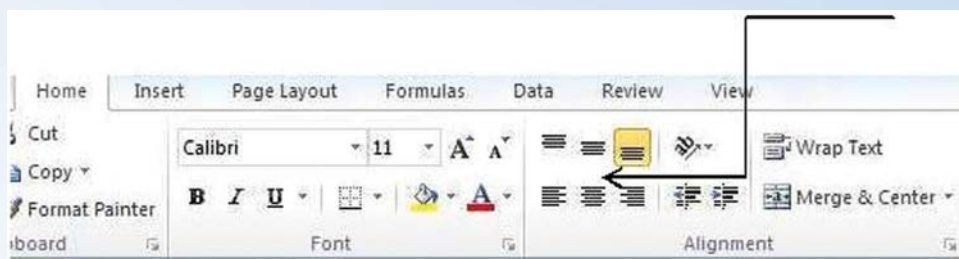 Home Insert Page Layout Formulas Data Review View
Cut
Calibri 11 A A Wrap Text
Copy
B I U A Merge & Center
Format Painter
Font Alignment